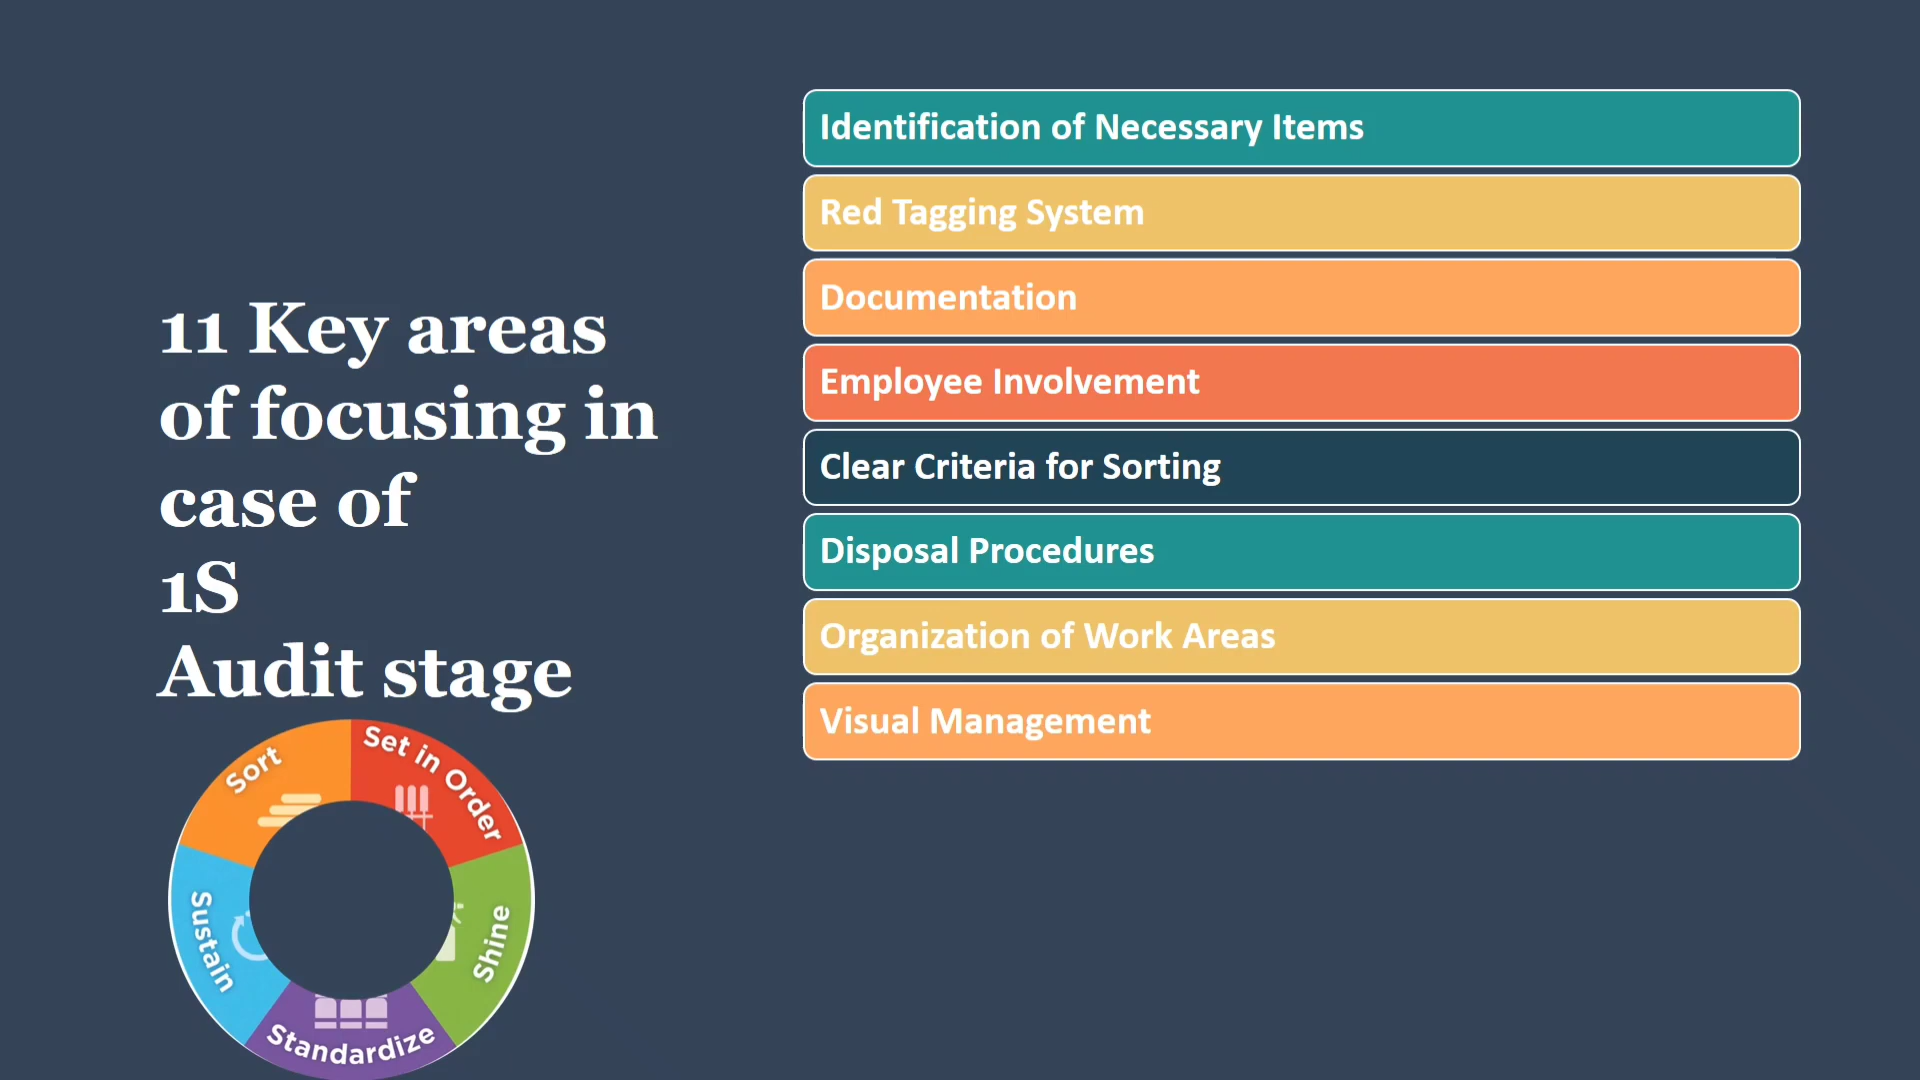 11 Key areas
of focusing in
case of
1S
Audit stage
Identification of Necessary Items
Red Tagging System
Documentation
Employee Involvement
Clear Criteria for Sorting
Disposal Procedures
Organization of Work Areas
Visual Management
Sort
Set in Order
Shine
Standardize
Sustain